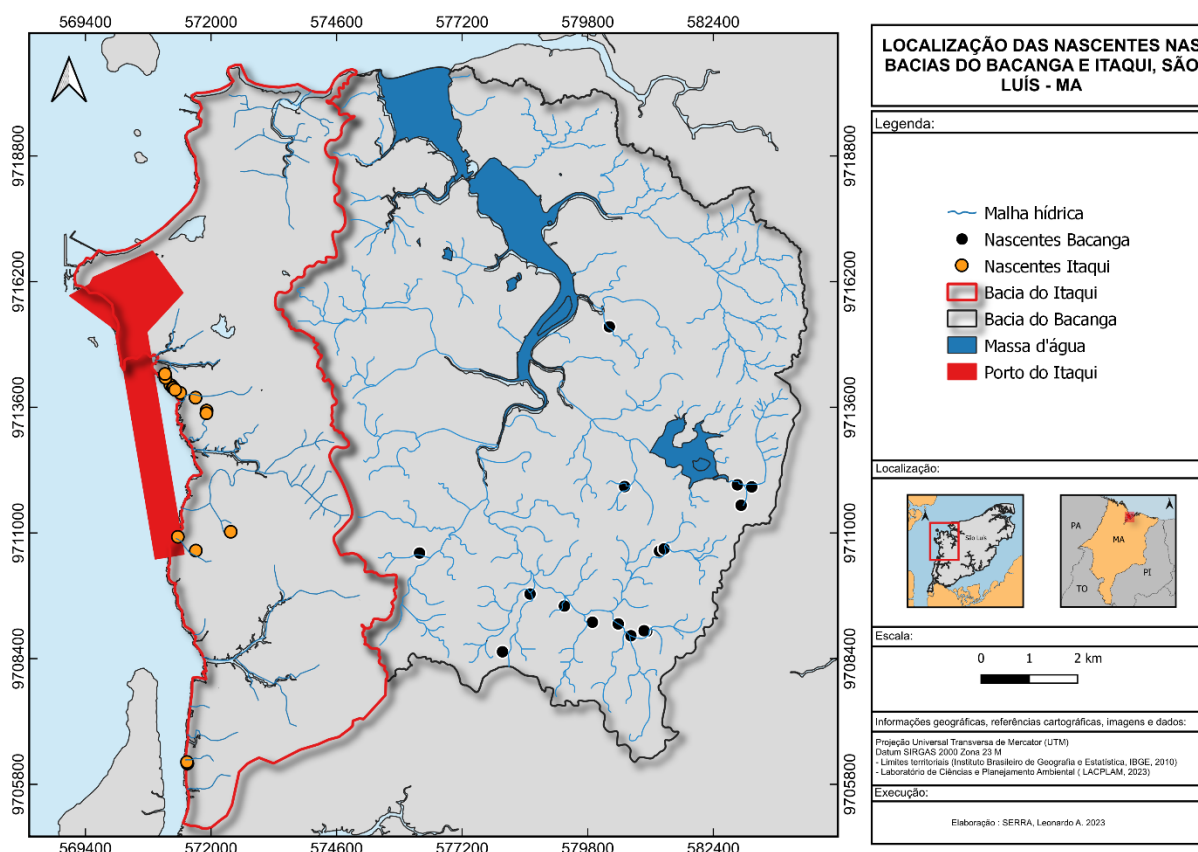 569400 572000 574600 577200 579800 582400
9718800 9718800
9716200 9716200
9713600 9713600
9711000 9711000
9708400 9708400
9705800 9705800
569400 572000 574600 577200 579800 582400
LOCALIZAÇÃO DAS NASCENTES NAS
BACIAS DO BACANGA E ITAQUI, SÃO
LUÍS - MA
Legenda:
Malha hídrica
Nascentes Bacanga
Nascentes Itaqui
Bacia do Itaqui
Bacia do Bacanga
Massa d'água
Porto do Itaqui
Localização:
São Luís
PA
MA
PI
TO
Escala:
0 1 2 km
Informações geográficas, referências cartográficas, imagens e dados:
Projeção Universal Transversa de Mercator (UTM)
Datum SIRGAS 2000 Zona 23 M
- Limites territoriais (Instituto Brasileiro de Geografia e Estatística, IBGE, 2010)
- Laboratório de Ciências e Planejamento Ambiental ( LACPLAM, 2023)
Execução:
Elaboração : SERRA, Leonardo A. 2023